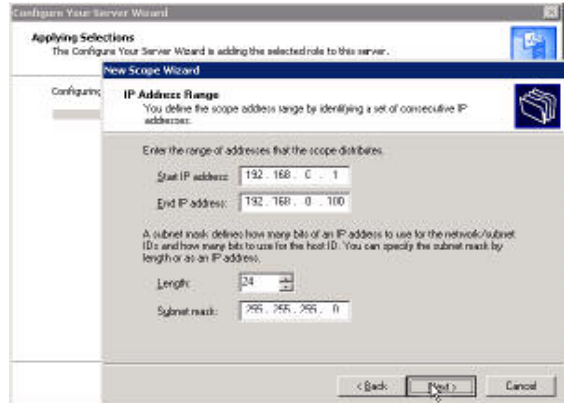 Configure Your Server Wizard
Applying Selections
The Configure Your Server Wizard is adding the selected role to this server.
Configuring
New Scope Wizard
IP Address Range
You define the scope address range by identifying a set of consecutive IP
addresses.
Enter the range of addresses that the scope distributes.
Start IP address: 192 . 168 . 0 . 1
End IP address: 192 . 168 . 0 . 100
A subnet mask defines how many bits of an IP address to use for the network/subnet
IDs and how many bits to use for the host ID. You can specify the subnet mask by
length or as an IP address.
Length: 24
Subnet mask: 255 . 255 . 255 . 0
< Back Next > Cancel